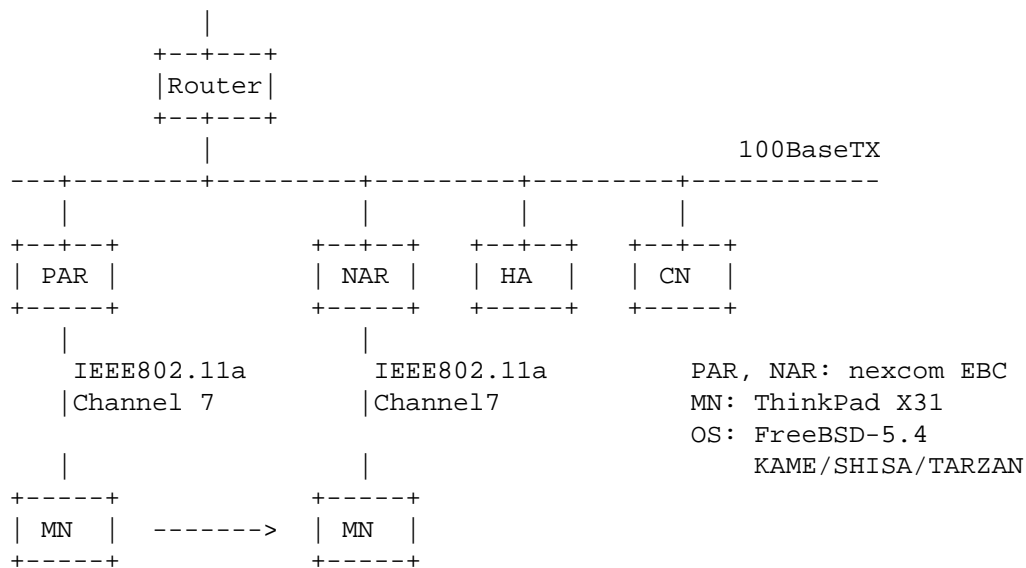 Router
100BaseTX
PAR NAR HA CN
IEEE802.11a IEEE802.11a PAR, NAR: nexcom EBC
Channel 7 Channel7 MN: ThinkPad X31
OS: FreeBSD-5.4
KAME/SHISA/TARZAN
MN -------> MN